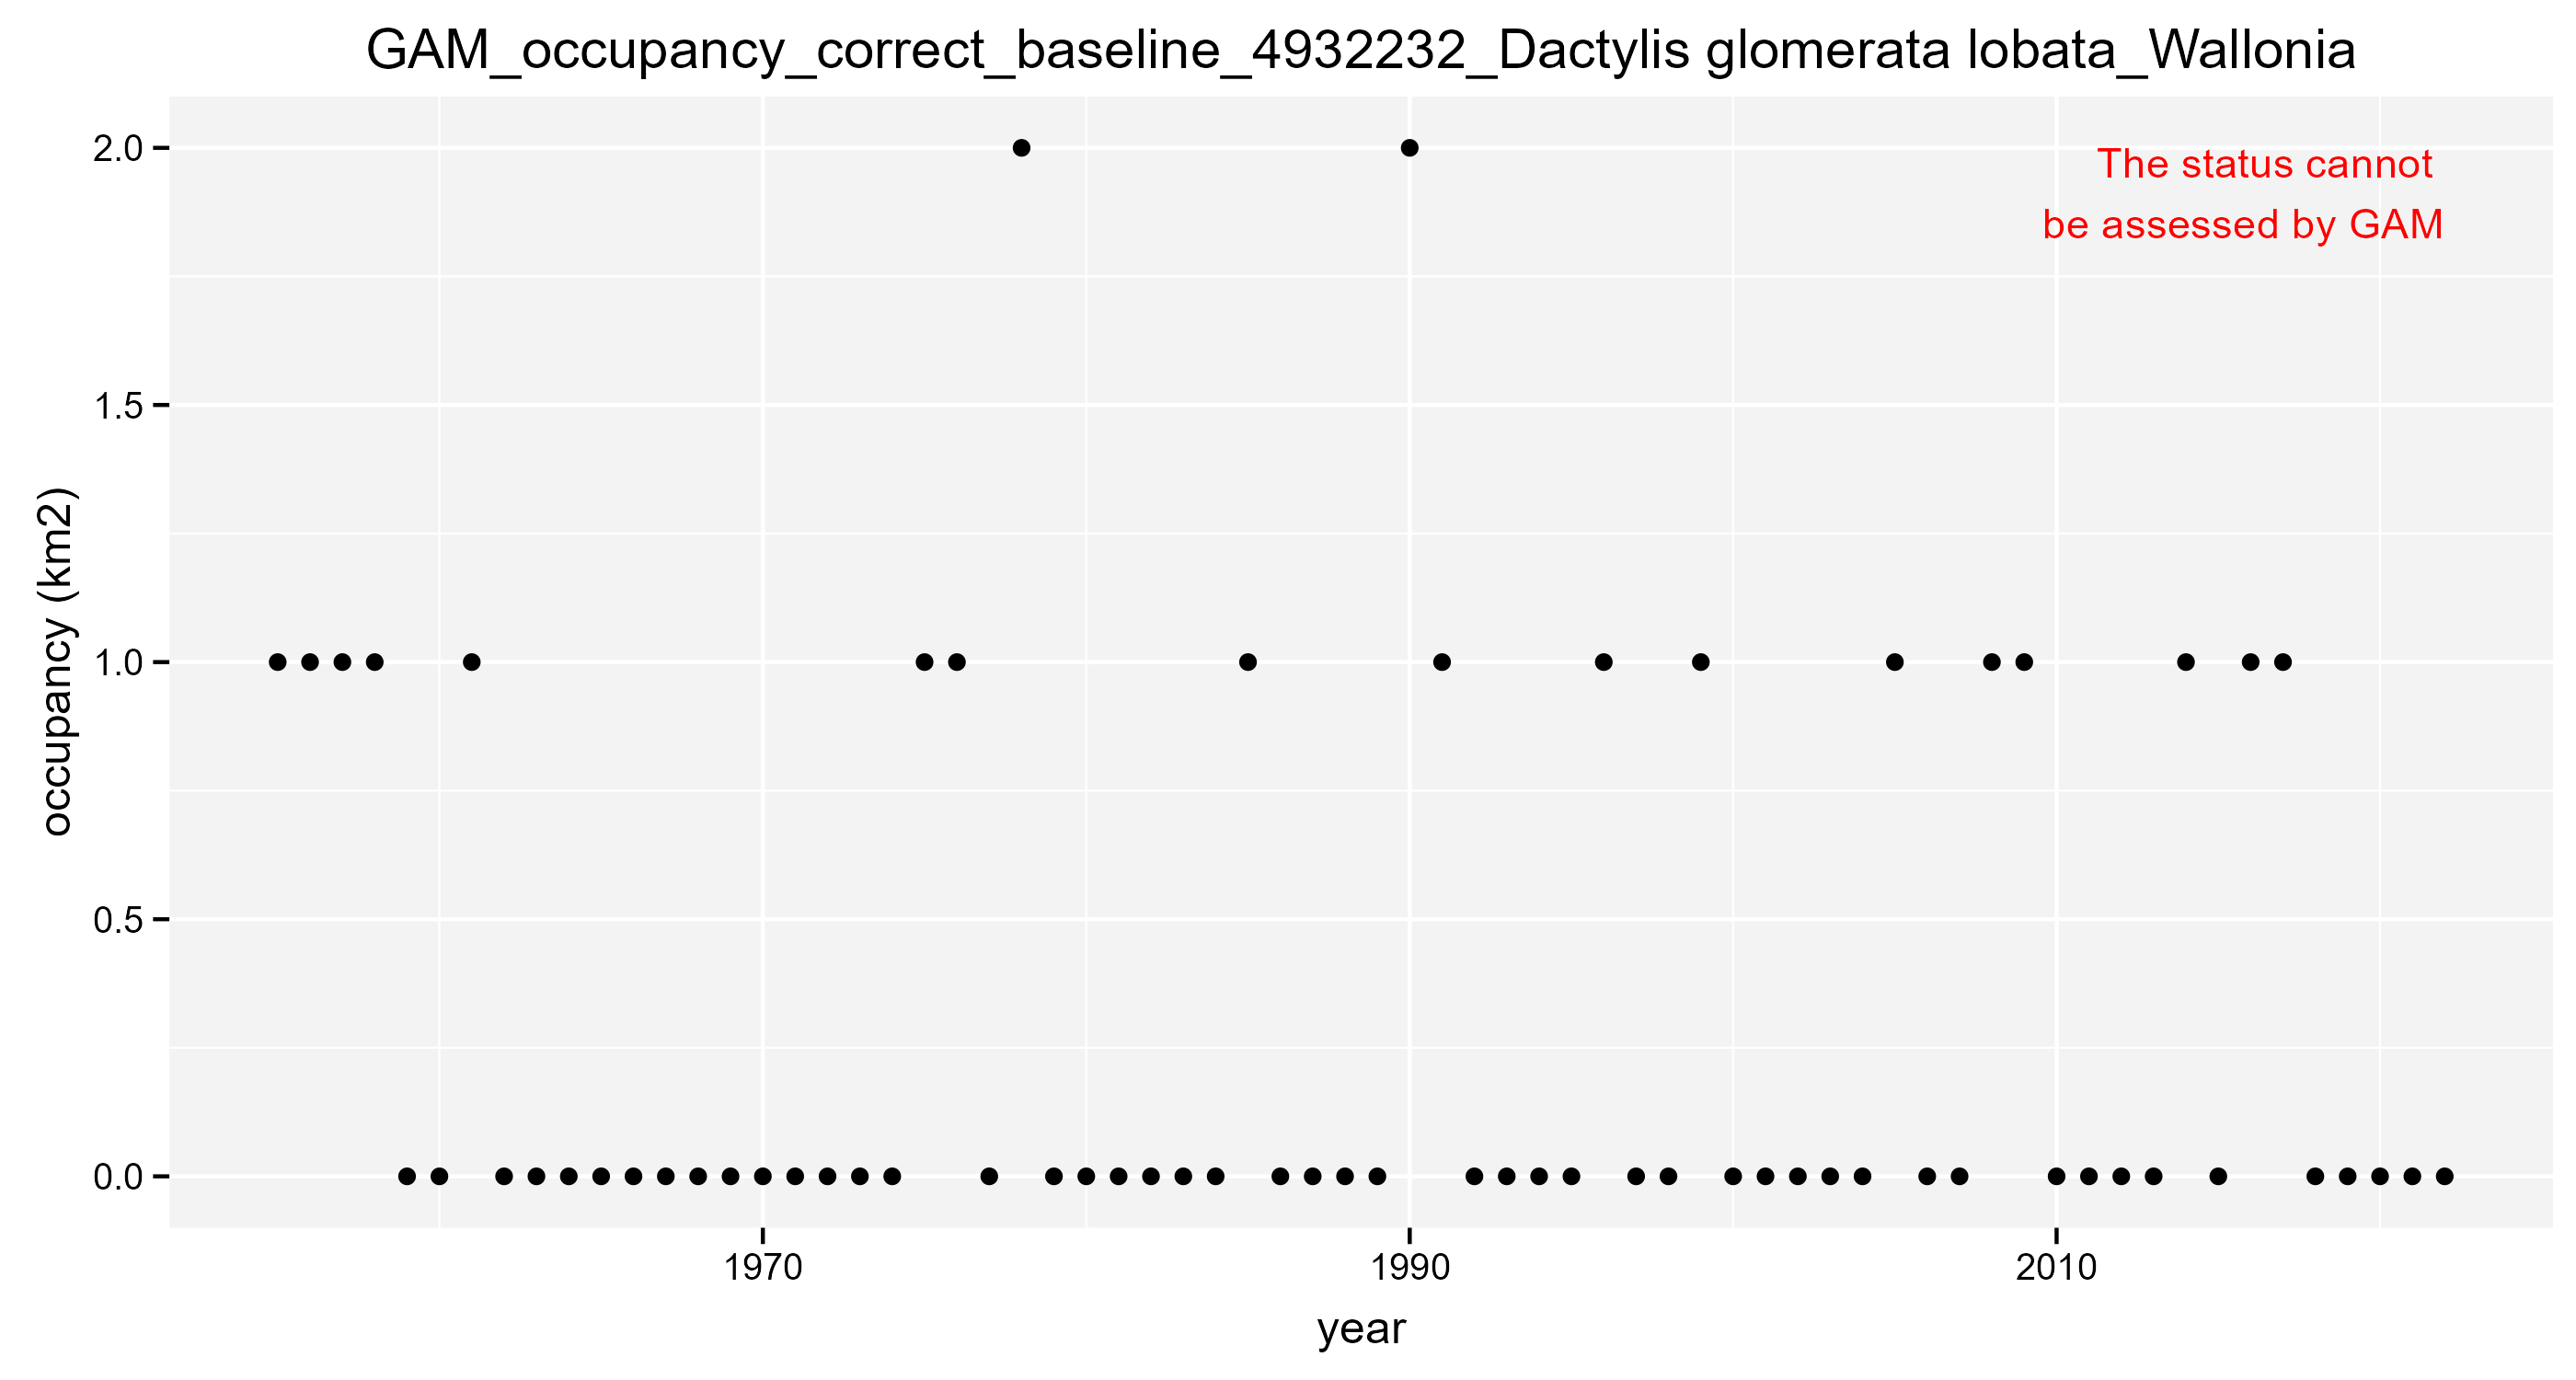 GAM_occupancy_correct_baseline_4932232_Dactylis glomerata lobata_Wallonia
The status cannot
be assessed by GAM
occupancy (km2)
2.0
1.5
1.0
0.5
0.0
1970
1990
2010
year